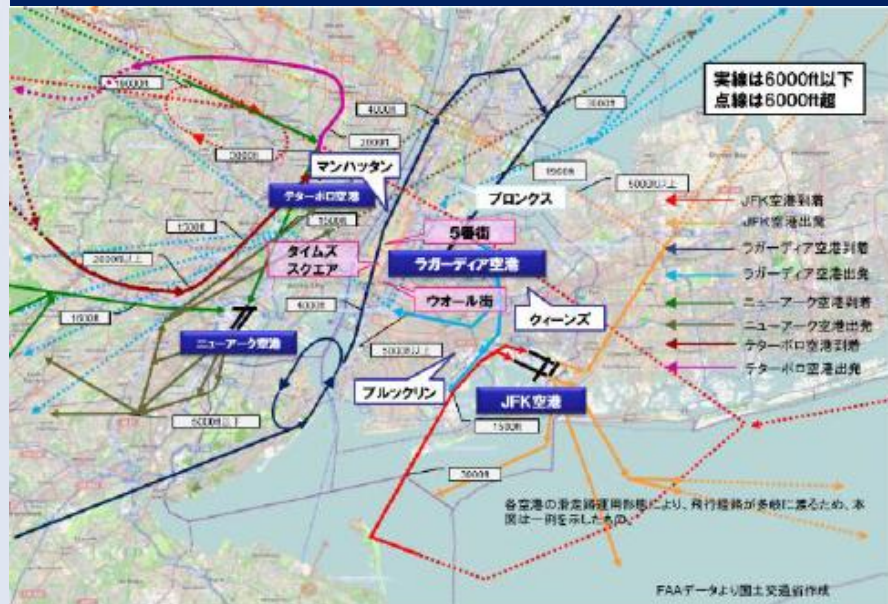 実線は6000ft以下
点線は6000ft超
4000ft
マンハッタン
テターボロ空港
ブロンクス
5番街
タイムズ
スクエア
ラガーディア空港
ウオール街
クィーンズ
ニューアーク空港
ブルックリン
JFK空港
1500ft
3000ft
JFK空港到着
JFK空港出発
ラガーディア空港到着
ラガーディア空港出発
ニューアーク空港到着
ニューアーク空港出発
テターボロ空港到着
テターボロ空港出発
各空港の滑走路運用形態により、飛行経路が多岐に渡るため、本
図は一例を示したもの。
FAAデータより国土交通省作成